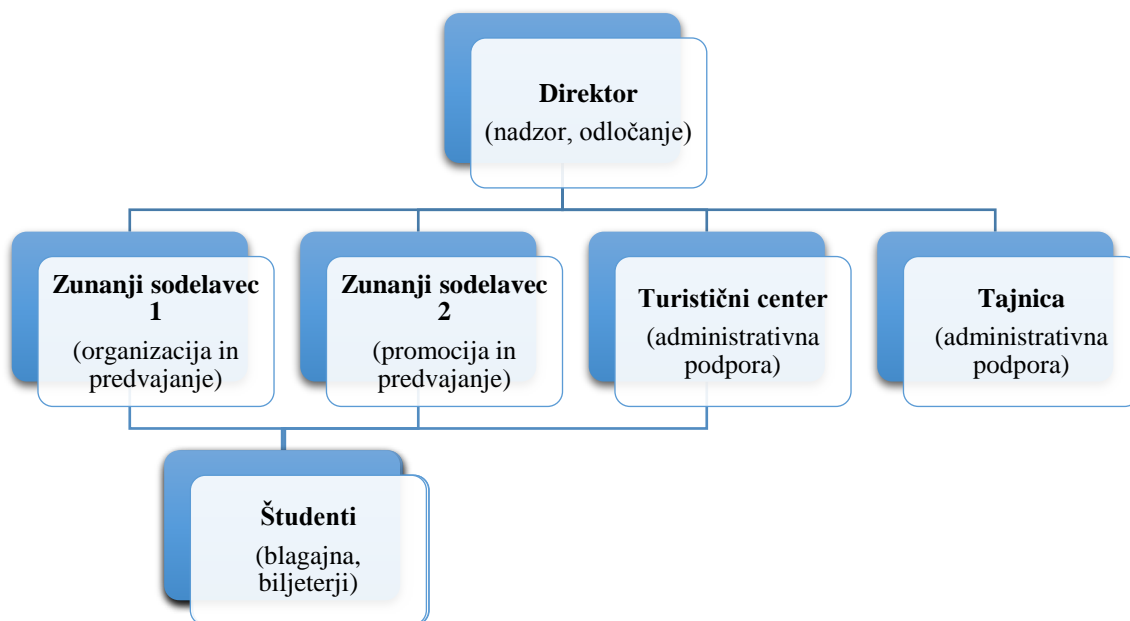 Direktor
(nadzor, odločanje)
Zunanji sodelavec
1
(organizacija in
predvajanje)
Zunanji sodelavec
2
(promocija in
predvajanje)
Turistični center
(administrativna
podpora)
Tajnica
(administrativna
podpora)
Študenti
(blagajna,
biljeterji)